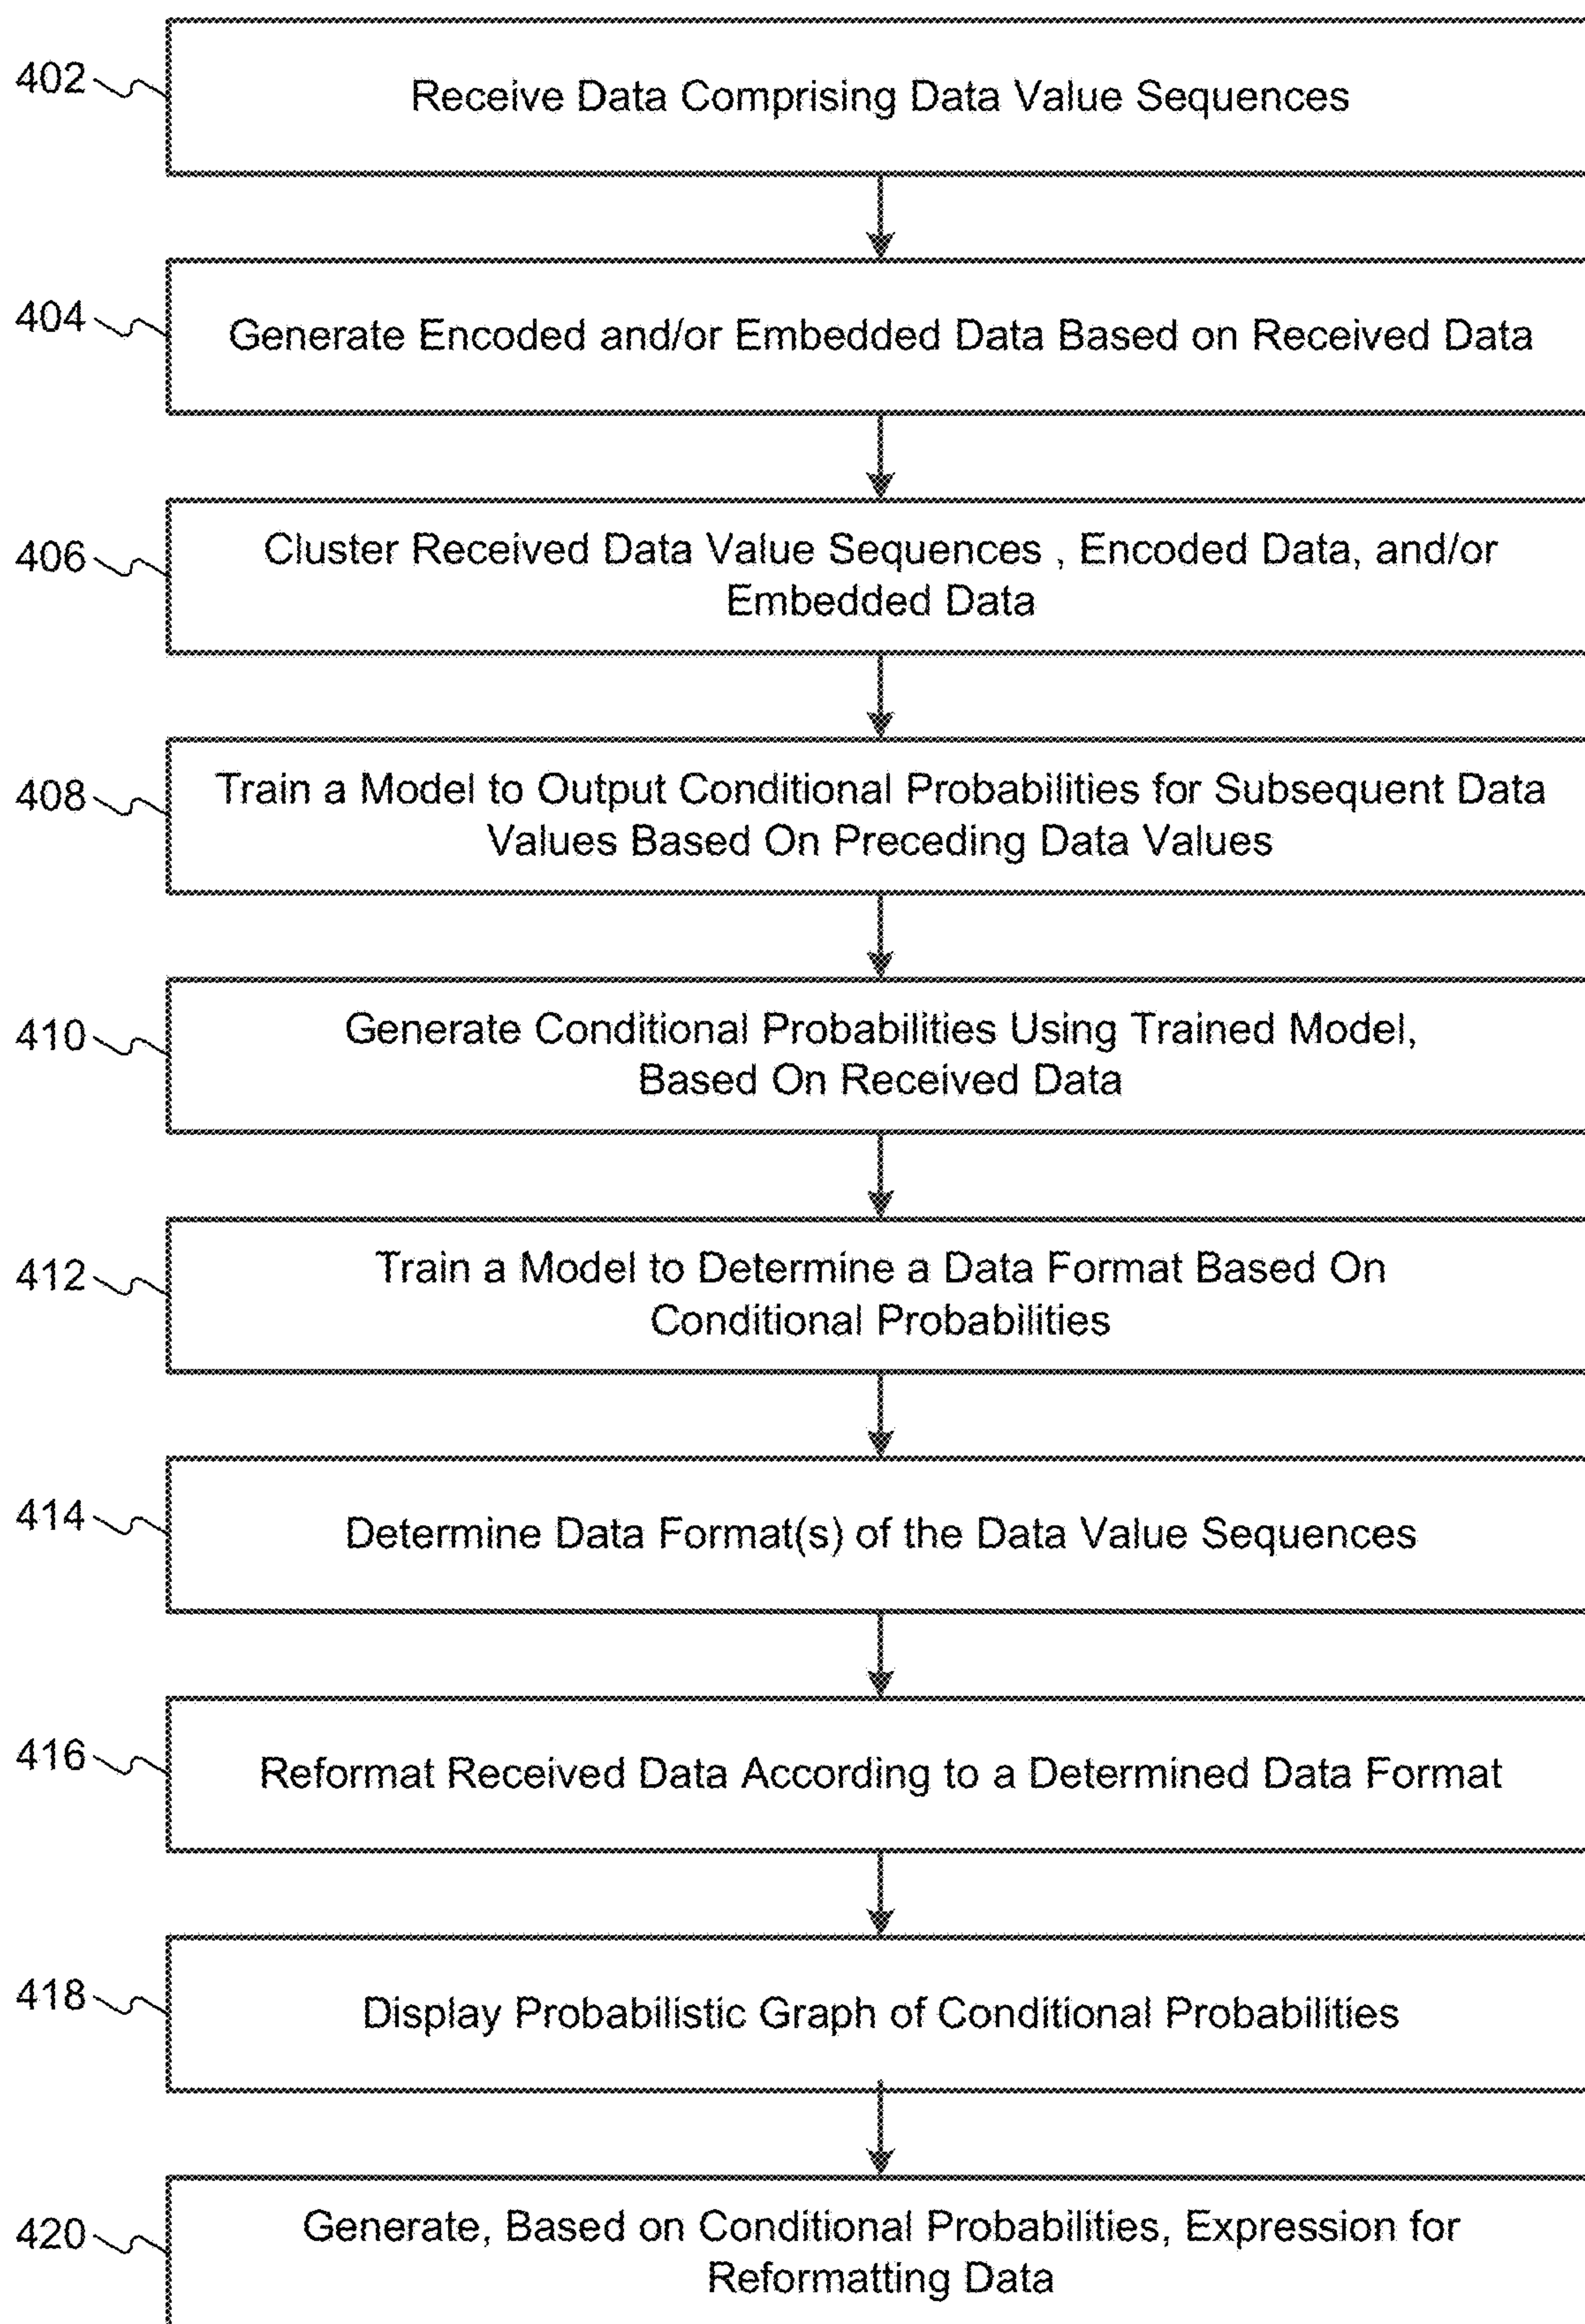 402
Receive Data Comprising Data Value Sequences
404
Generate Encoded and/or Embedded Data Based on Received Data
406
Cluster Received Data Value Sequences , Encoded Data, and/or
Embedded Data
408
Train a Model to Output Conditional Probabilities for Subsequent Data
Values Based On Preceding Data Values
410
Generate Conditional Probabilities Using Trained Model,
Based On Received Data
412
Train a Model to Determine a Data Format Based On
Conditional Probabilities
414
Determine Data Format(s) of the Data Value Sequences
416
Reformat Received Data According to a Determined Data Format
418
Display Probabilistic Graph of Conditional Probabilities
420
Generate, Based on Conditional Probabilities, Expression for
Reformatting Data